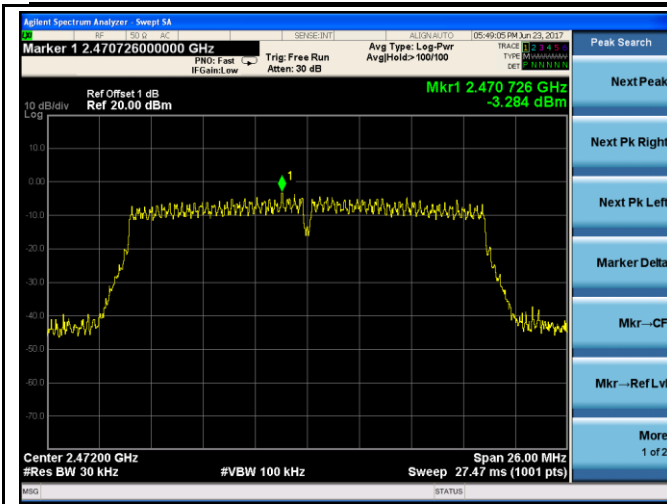 Agilent Spectrum Analyzer - Swept SA
RF 50 Ω AC SENSE:INT ALIGNAUTO 05:49:05 PM Jun 23, 2017
Marker 1 2.470726000000 GHz
PNO: Fast
IFGain:Low
Trig: Free Run
Atten: 30 dB
Avg Type: Log-Pwr
Avg|Hold:>100/100
TRACE 1 2 3 4 5 6
TYPE M
DET P N N N N N
Ref Offset 1 dB
10 dB/div Ref 20.00 dBm
Log
Mkr1 2.470 726 GHz
-3.284 dBm
10.0
0.00
-10.0
-20.0
-30.0
-40.0
-50.0
-60.0
-70.0
1
Center 2.47200 GHz
#Res BW 30 kHz
#VBW 100 kHz
Span 26.00 MHz
Sweep 27.47 ms (1001 pts)
MSG
STATUS
Peak Search
Next Peak
Next Pk Right
Next Pk Left
Marker Delta
Mkr→CF
Mkr→Ref Lvl
More
1 of 2